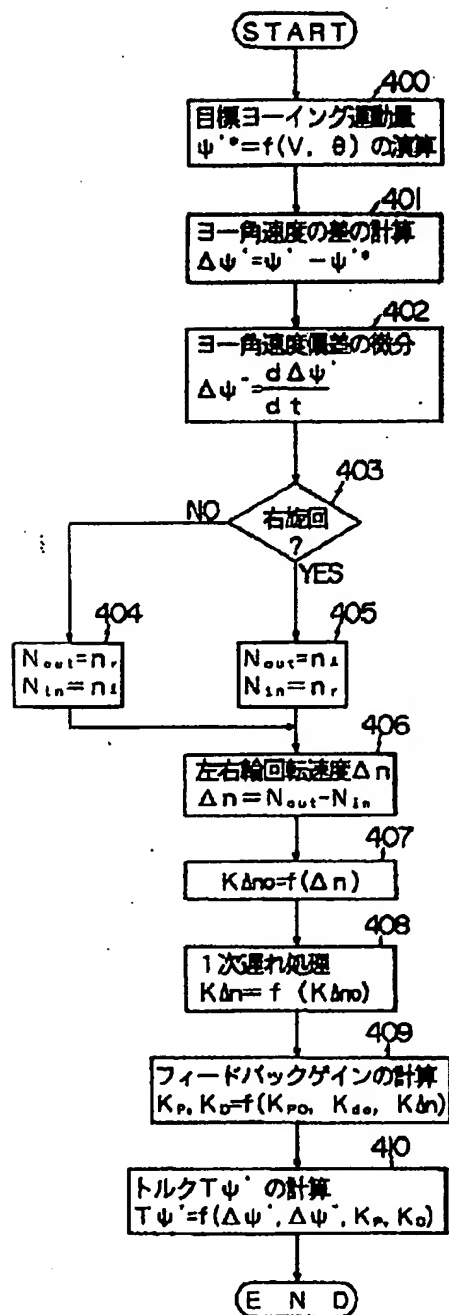 START
400
目標ヨーイング運動量
ψ˙*=f(V, θ) の演算
401
ヨー角速度の差の計算
Δψ˙=ψ˙−ψ˙*
402
ヨー角速度偏差の微分
Δψ¨=dΔψ˙/dt
403
NO
右旋回
?
YES
404
Nout=nr
Nin=nl
405
Nout=nl
Nin=nr
406
左右輪回転速度Δn
Δn=Nout-Nin
407
KΔno=f(Δn)
408
1次遅れ処理
KΔn= f (KΔno)
409
フィードバックゲインの計算
KP, KD=f(KPO, Kdo, KΔn)
410
トルクTψ˙ の計算
Tψ˙=f(Δψ˙, Δψ¨, KP, KD)
END